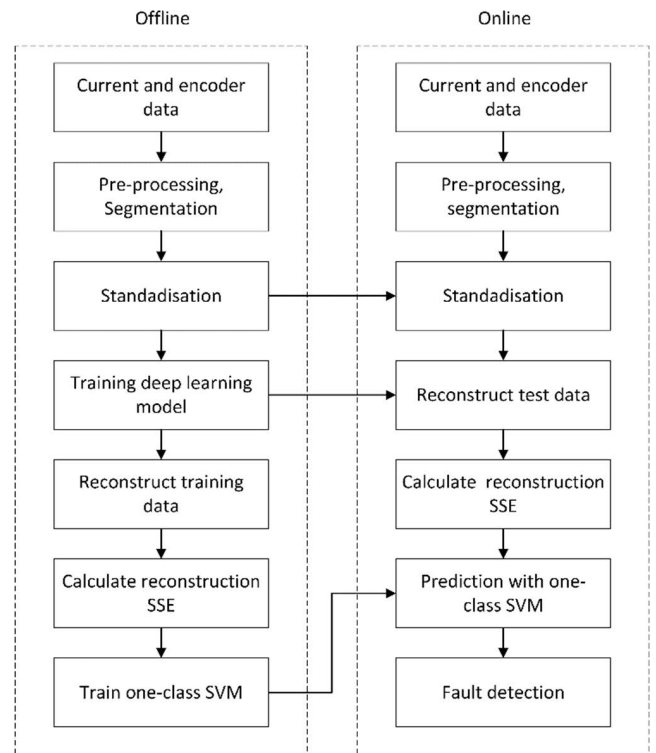 Offline
Current and encoder
data
Pre-processing,
Segmentation
Standadisation
Training deep learning
model
Reconstruct training
data
Calculate reconstruction
SSE
Train one-class SVM
Online
Current and encoder
data
Pre-processing,
segmentation
Standadisation
Reconstruct test data
Calculate reconstruction
SSE
Prediction with one-
class SVM
Fault detection